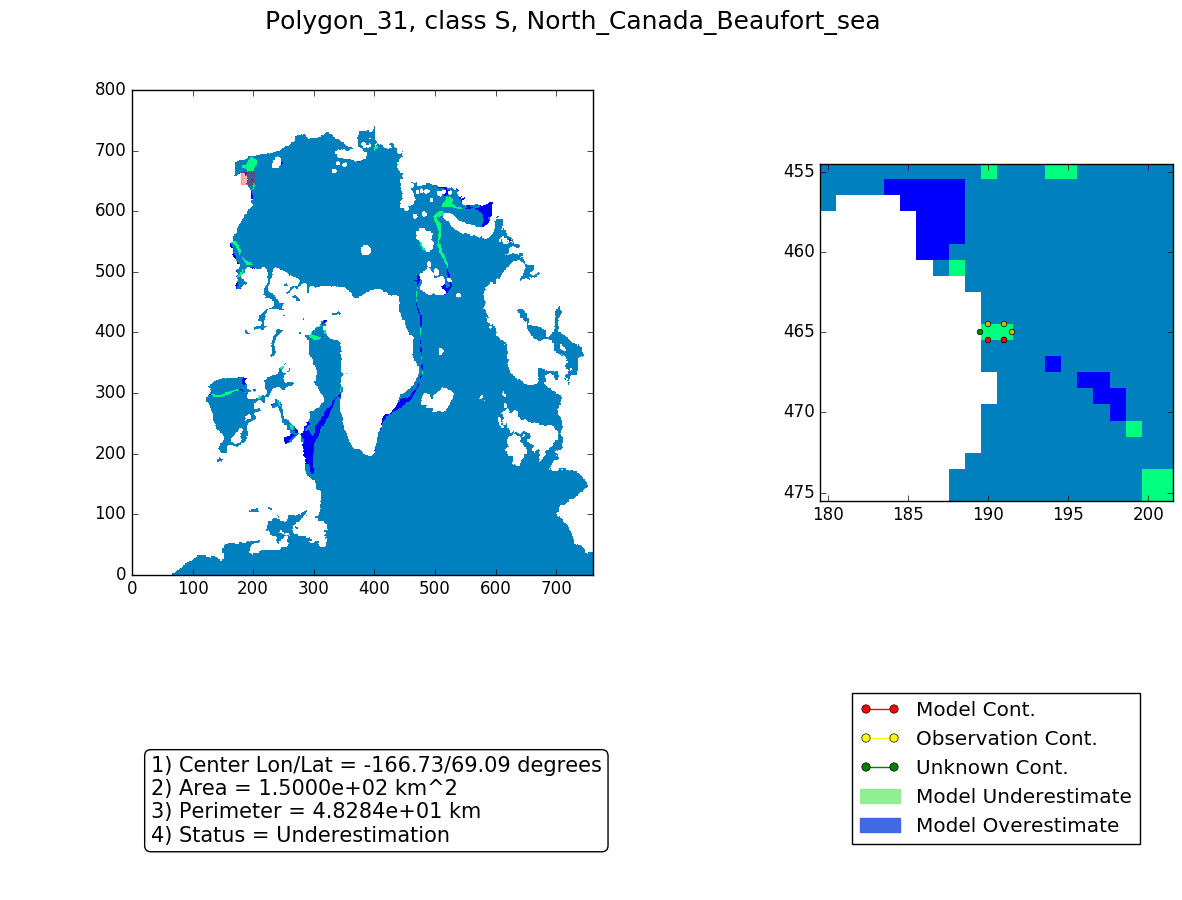 Polygon_31, class S, North_Canada_Beaufort_sea
800
700
600
500
400
300
200
100
0
0 100 200 300 400 500 600 700
455
460
465
470
475
180 185 190 195 200
1) Center Lon/Lat = -166.73/69.09 degrees
2) Area = 1.5000e+02 km^2
3) Perimeter = 4.8284e+01 km
4) Status = Underestimation
Model Cont.
Observation Cont.
Unknown Cont.
Model Underestimate
Model Overestimate